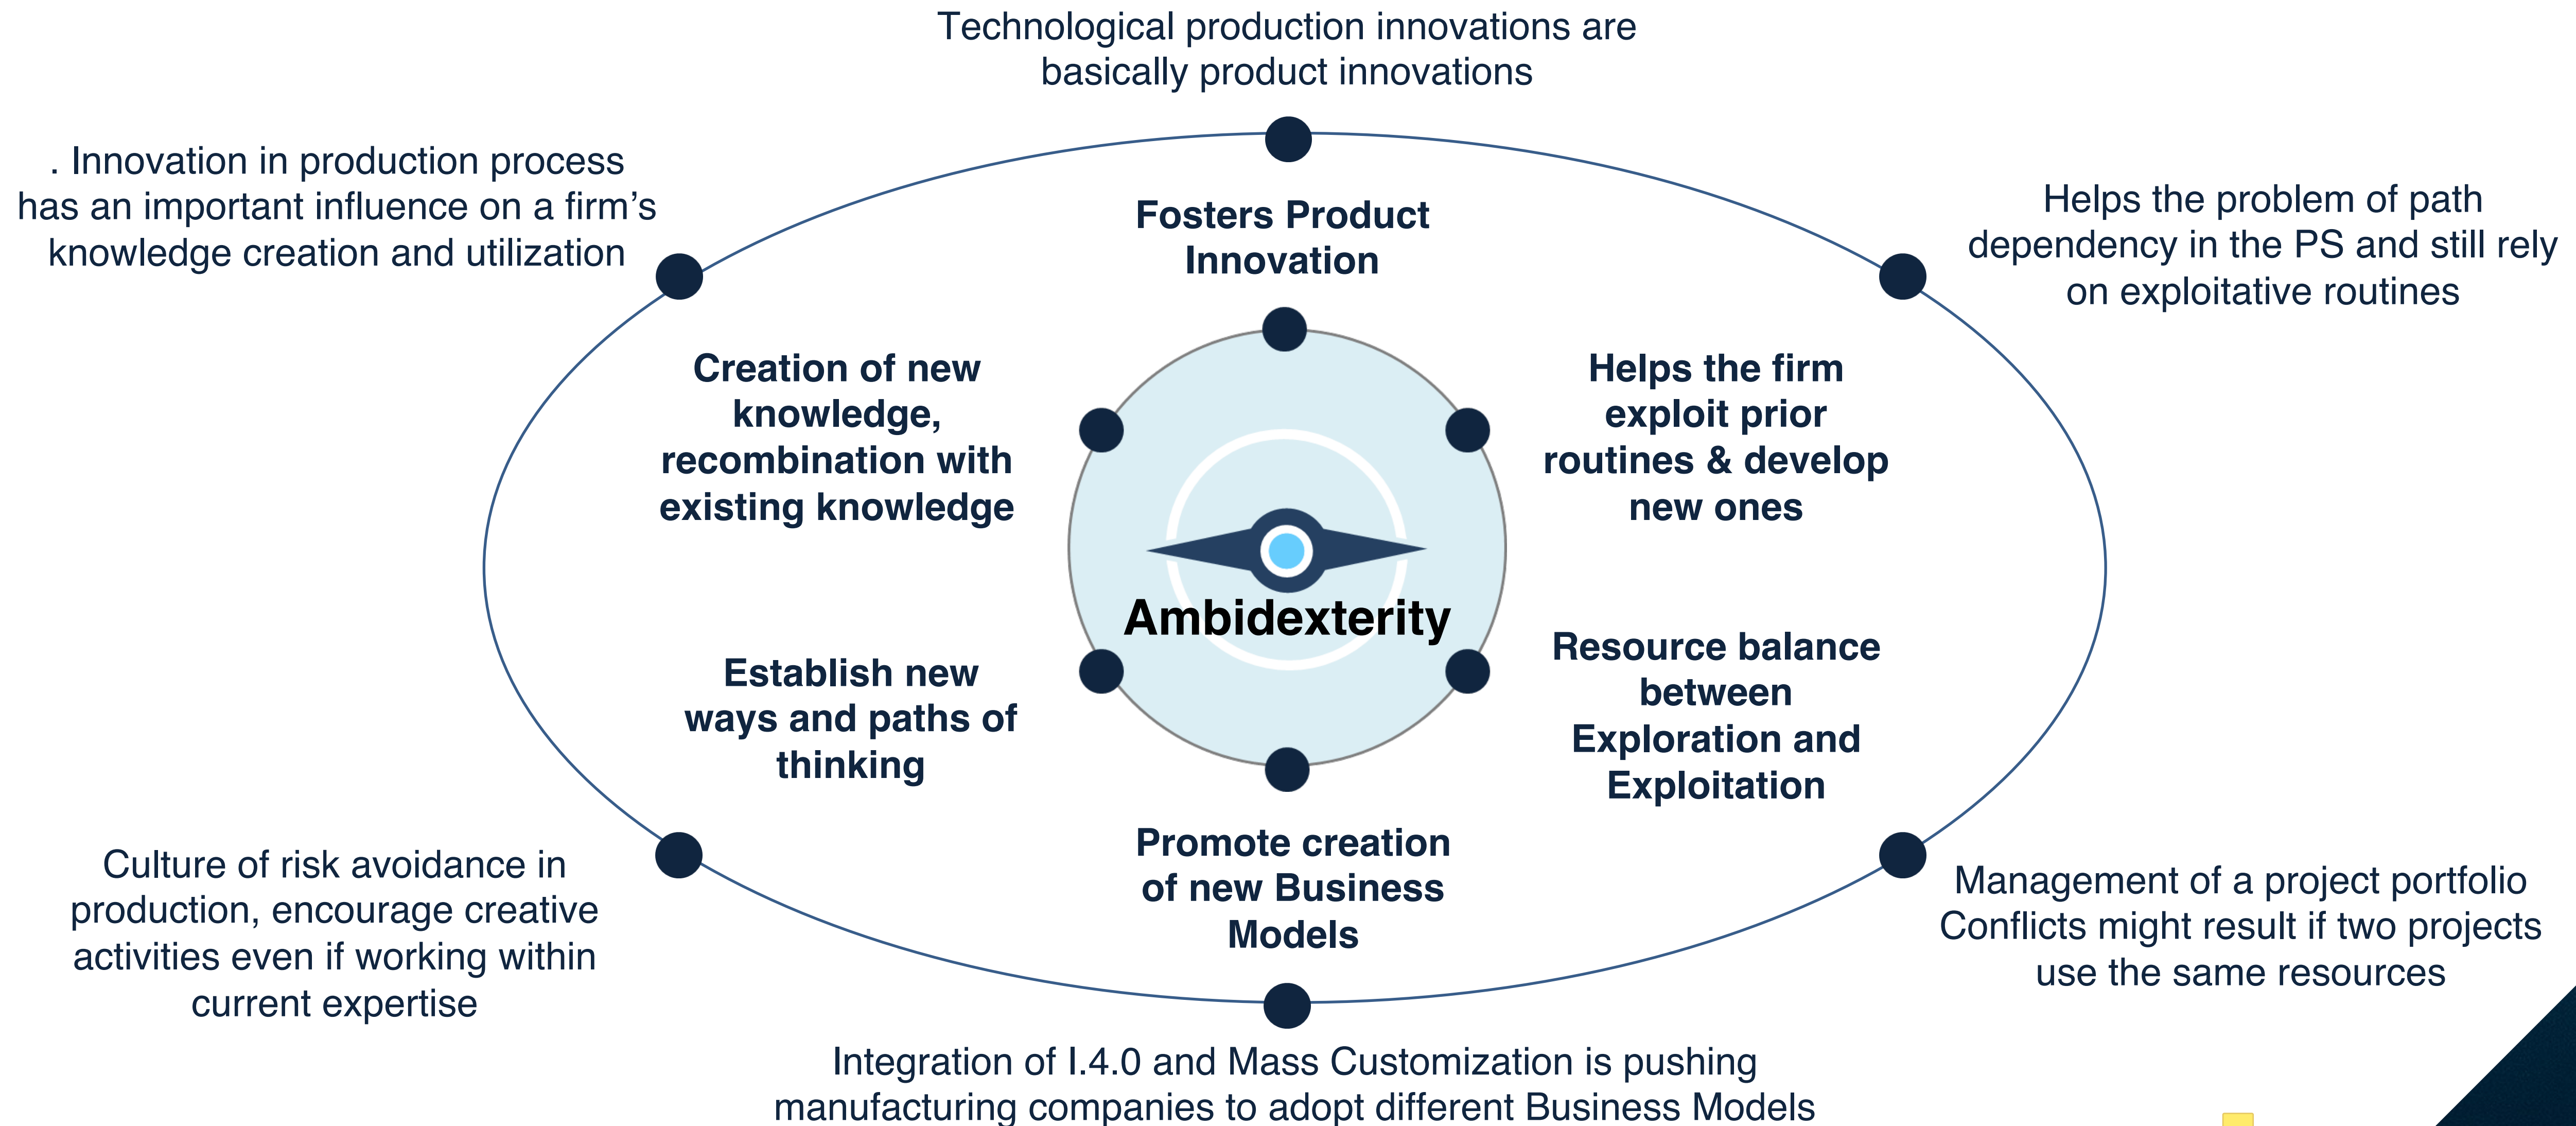 Technological production innovations are
basically product innovations
. Innovation in production process
has an important influence on a firm’s
knowledge creation and utilization
Helps the problem of path
dependency in the PS and still rely
on exploitative routines
Fosters Product
Innovation
Creation of new
knowledge,
recombination with
existing knowledge
Helps the firm
exploit prior
routines & develop
new ones
Ambidexterity
Establish new
ways and paths of
thinking
Resource balance
between
Exploration and
Exploitation
Promote creation
of new Business
Models
Culture of risk avoidance in
production, encourage creative
activities even if working within
current expertise
Management of a project portfolio
Conflicts might result if two projects
use the same resources
Integration of I.4.0 and Mass Customization is pushing
manufacturing companies to adopt different Business Models